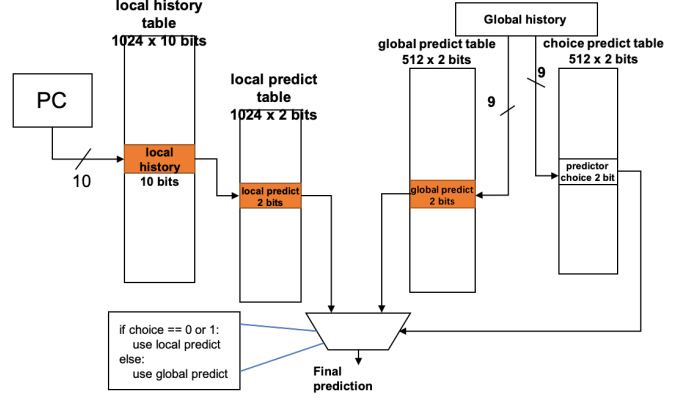 local history
table
1024 x 10 bits
Global history
global predict table
512 x 2 bits
choice predict table
512 x 2 bits
local predict
table
1024 x 2 bits
PC
9
9
10
local
history
10 bits
local predict
2 bits
global predict
2 bits
predictor
choice 2 bit
if choice == 0 or 1:
use local predict
else:
use global predict
Final
prediction